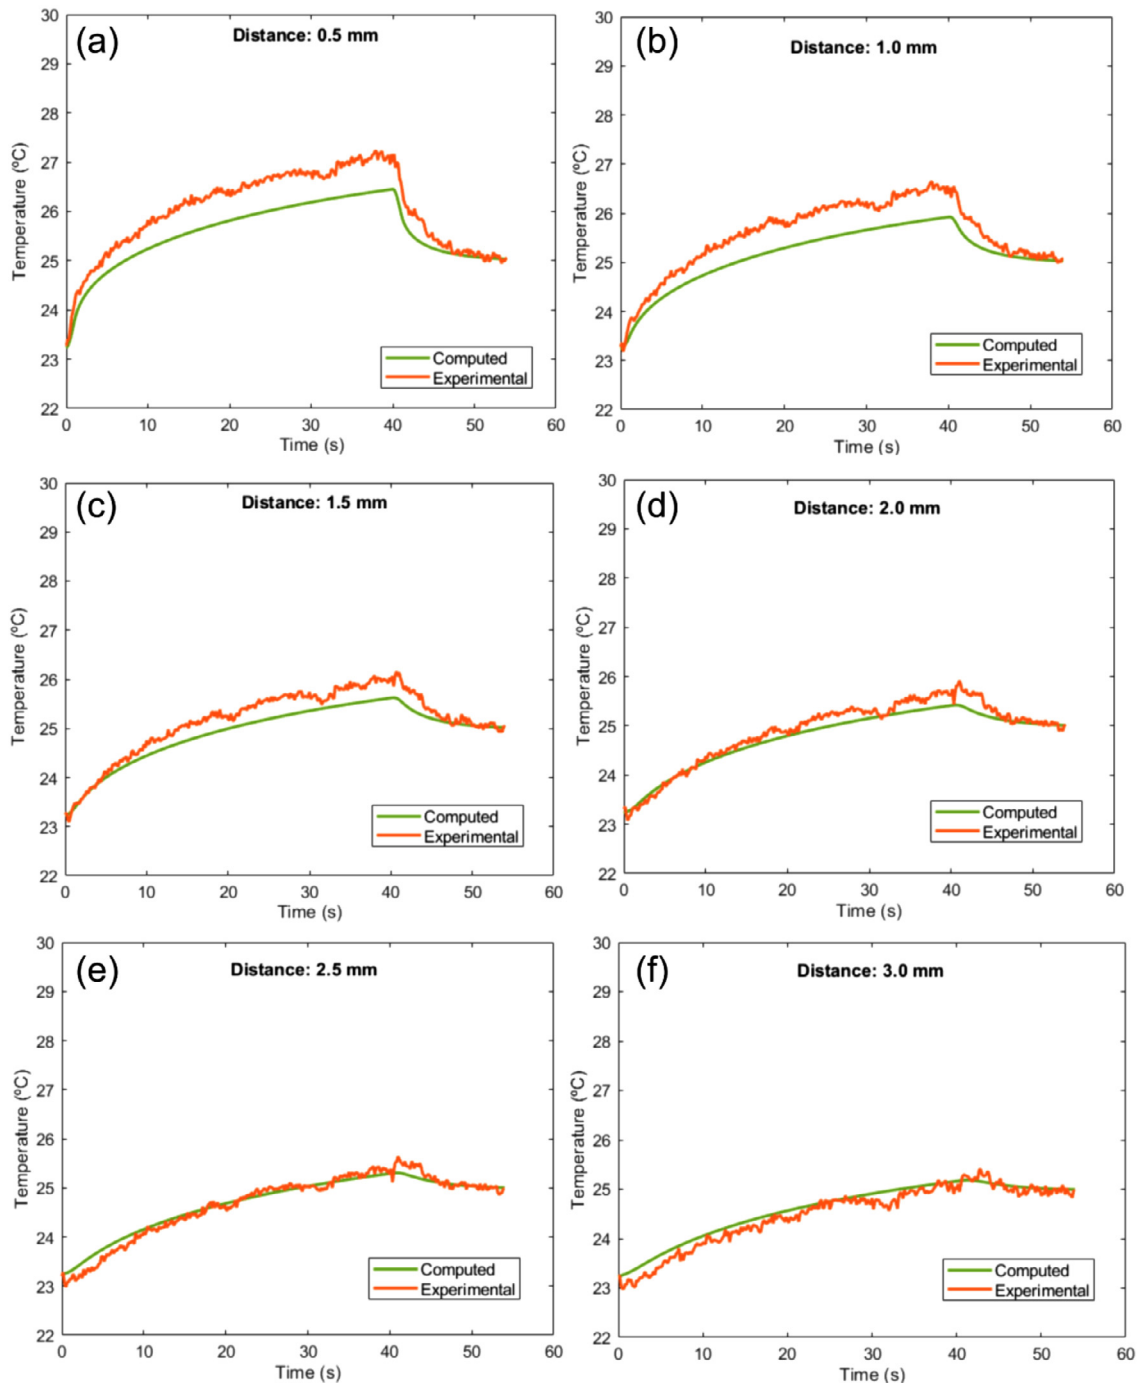 (a)
Distance: 0.5 mm
30
29
28
27
26
25
24
23
22
Temperature (ºC)
Computed
Experimental
0 10 20 30 40 50 60
Time (s)
(b)
Distance: 1.0 mm
30
29
28
27
26
25
24
23
22
Temperature (ºC)
Computed
Experimental
0 10 20 30 40 50 60
Time (s)
(c)
Distance: 1.5 mm
30
29
28
27
26
25
24
23
22
Temperature (ºC)
Computed
Experimental
0 10 20 30 40 50 60
Time (s)
(d)
Distance: 2.0 mm
30
29
28
27
26
25
24
23
22
Temperature (ºC)
Computed
Experimental
0 10 20 30 40 50 60
Time (s)
(e)
Distance: 2.5 mm
30
29
28
27
26
25
24
23
22
Temperature (ºC)
Computed
Experimental
0 10 20 30 40 50 60
Time (s)
(f)
Distance: 3.0 mm
30
29
28
27
26
25
24
23
22
Temperature (ºC)
Computed
Experimental
0 10 20 30 40 50 60
Time (s)